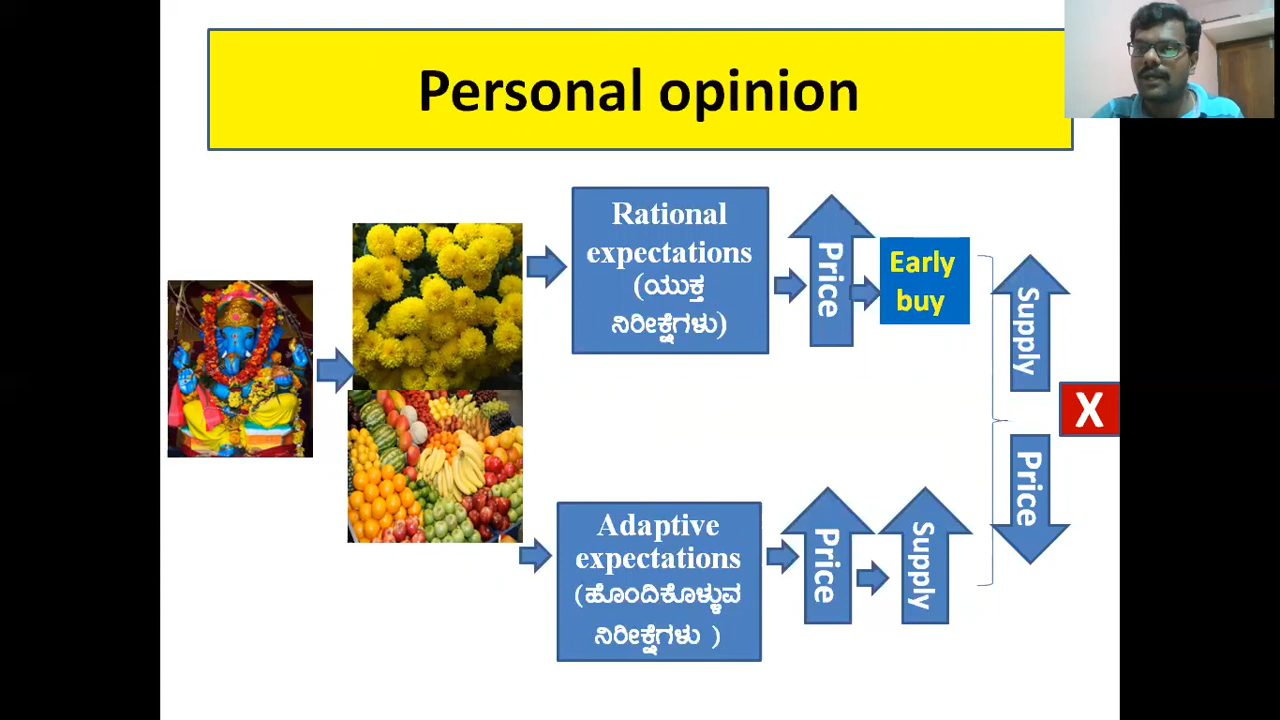 Personal opinion
Rational
expectations
(ಯುಕ್ತ
ನಿರೀಕ್ಷೆಗಳು)
Price
Early
buy
Supply
X
Price
Adaptive
expectations
(ಹೊಂದಿಕೊಳ್ಳುವ
ನಿರೀಕ್ಷೆಗಳು )
Price
Supply